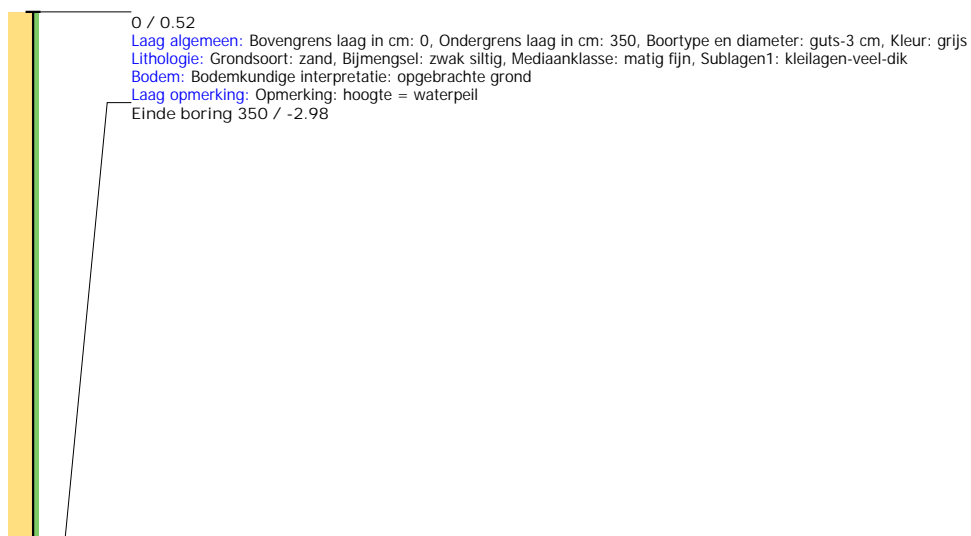 0 / 0.52
Laag algemeen: Bovengrens laag in cm: 0, Ondergrens laag in cm: 350, Boortype en diameter: guts-3 cm, Kleur: grijs
Lithologie: Grondsoort: zand, Bijmengsel: zwak siltig, Mediaanklasse: matig fijn, Sublagen1: kleilagen-veel-dik
Bodem: Bodemkundige interpretatie: opgebrachte grond
Laag opmerking: Opmerking: hoogte = waterpeil
Einde boring 350 / -2.98